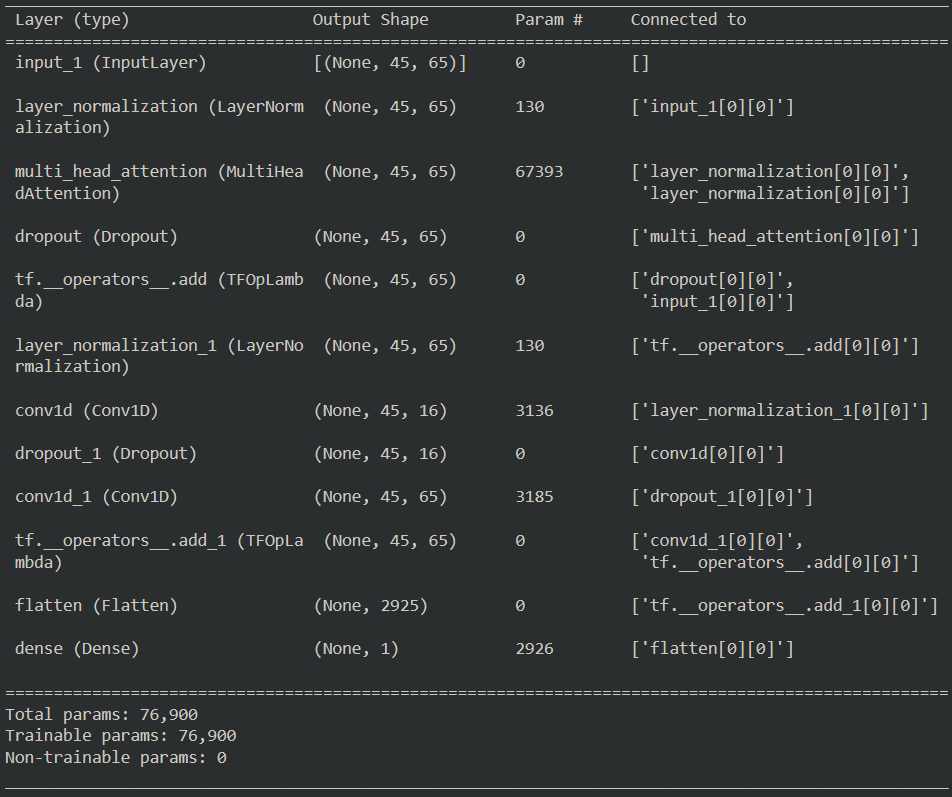 Layer (type) Output Shape Param # Connected to
==================================================================================================
input_1 (InputLayer) [(None, 45, 65)] 0 []
layer_normalization (LayerNorm (None, 45, 65) 130 ['input_1[0][0]']
alization)
multi_head_attention (MultiHea (None, 45, 65) 67393 ['layer_normalization[0][0]',
dAttention) 'layer_normalization[0][0]']
dropout (Dropout) (None, 45, 65) 0 ['multi_head_attention[0][0]']
tf.__operators__.add (TFOpLamb (None, 45, 65) 0 ['dropout[0][0]',
da) 'input_1[0][0]']
layer_normalization_1 (LayerNo (None, 45, 65) 130 ['tf.__operators__.add[0][0]']
rmalization)
conv1d (Conv1D) (None, 45, 16) 3136 ['layer_normalization_1[0][0]']
dropout_1 (Dropout) (None, 45, 16) 0 ['conv1d[0][0]']
conv1d_1 (Conv1D) (None, 45, 65) 3185 ['dropout_1[0][0]']
tf.__operators__.add_1 (TFOpLa (None, 45, 65) 0 ['conv1d_1[0][0]',
mbda) 'tf.__operators__.add[0][0]']
flatten (Flatten) (None, 2925) 0 ['tf.__operators__.add_1[0][0]']
dense (Dense) (None, 1) 2926 ['flatten[0][0]']
==================================================================================================
Total params: 76,900
Trainable params: 76,900
Non-trainable params: 0